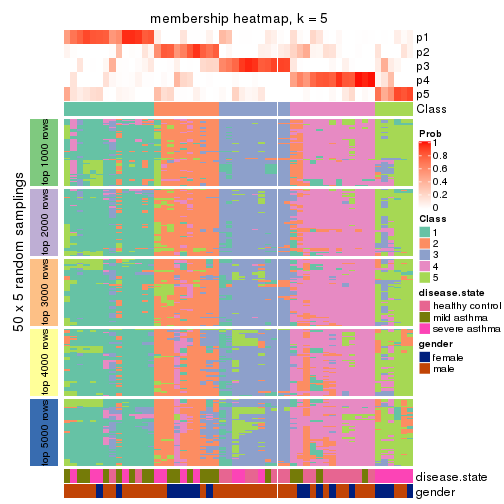 membership heatmap, k = 5
p1
p2
p3
p4
p5
Class
50 x 5 random samplings
top 1000 rows
top 2000 rows
top 3000 rows
top 4000 rows
top 5000 rows
disease.state
gender
Prob
1
0.8
0.6
0.4
0.2
0
Class
1
2
3
4
5
disease.state
healthy control
mild asthma
severe asthma
gender
female
male